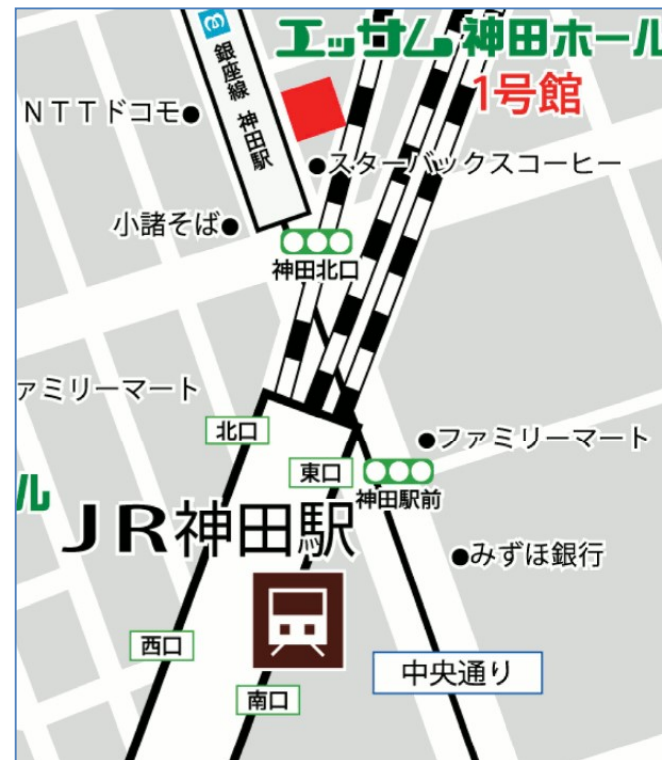 エッサム 神田ホール
1号館
銀座線 神田駅
NTTドコモ
スターバックスコーヒー
小諸そば
神田北口
ァミリーマート
北口
ファミリーマート
東口
神田駅前
ル
JR神田駅
みずほ銀行
西口
中央通り
南口